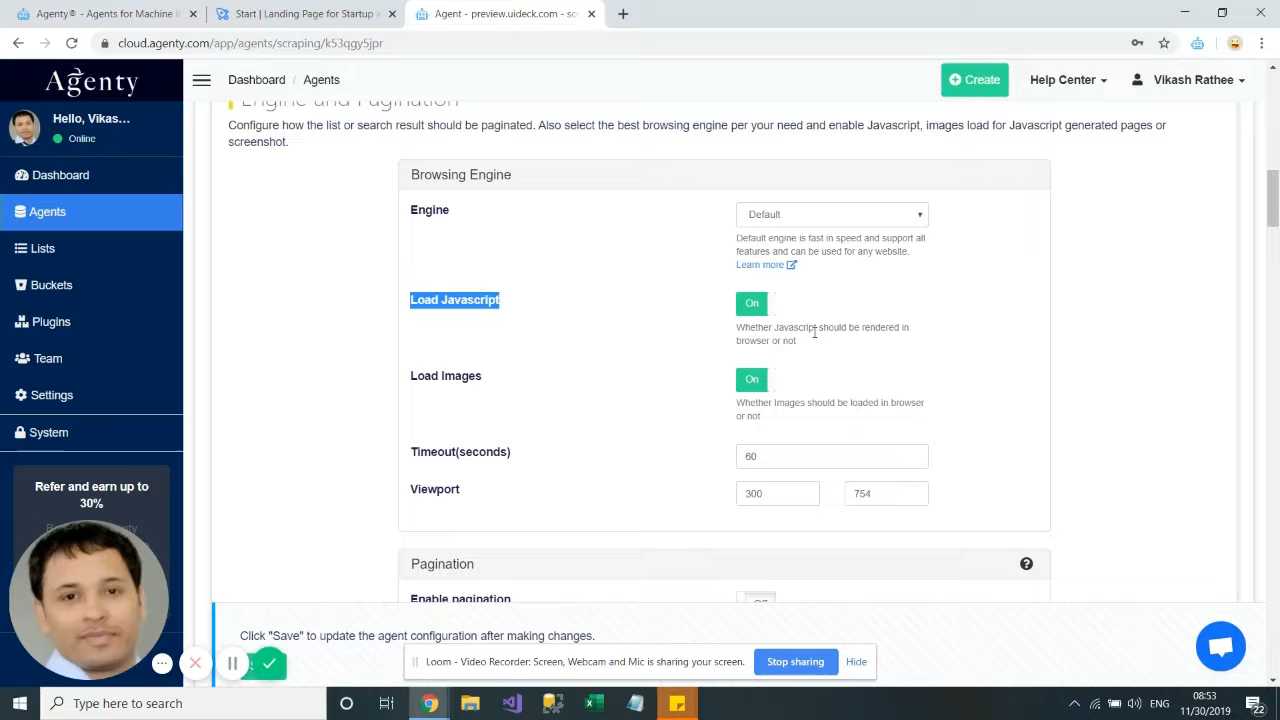 Agents for Machine I
Start | Landing Page for Startup a
Agent - preview.uideck.com - scr
cloud.agenty.com/app/agents/scraping/k53qgy5jpr
Agenty
Dashboard / Agents
Create
Help Center
Vikash Rathee
Hello, Vikas...
Online
Dashboard
Agents
Lists
Buckets
Plugins
Team
Settings
System
Refer and earn up to
30%
Engine and Pagination
Configure how the list or search result should be paginated. Also select the best browsing engine per your need and enable Javascript, images load for Javascript generated pages or
screenshot.
Browsing Engine
Engine
Default
Default engine is fast in speed and support all
features and can be used for any website.
Learn more
Load Javascript
On
Whether Javascript should be rendered in
browser or not
Load Images
On
Whether Images should be loaded in browser
or not
Timeout(seconds)
60
Viewport
300
754
Pagination
Enable pagination
Off
Click "Save" to update the agent configuration after making changes.
Loom - Video Recorder: Screen, Webcam and Mic is sharing your screen.
Stop sharing
Hide
Type here to search
ENG
08:53
11/30/2019
22